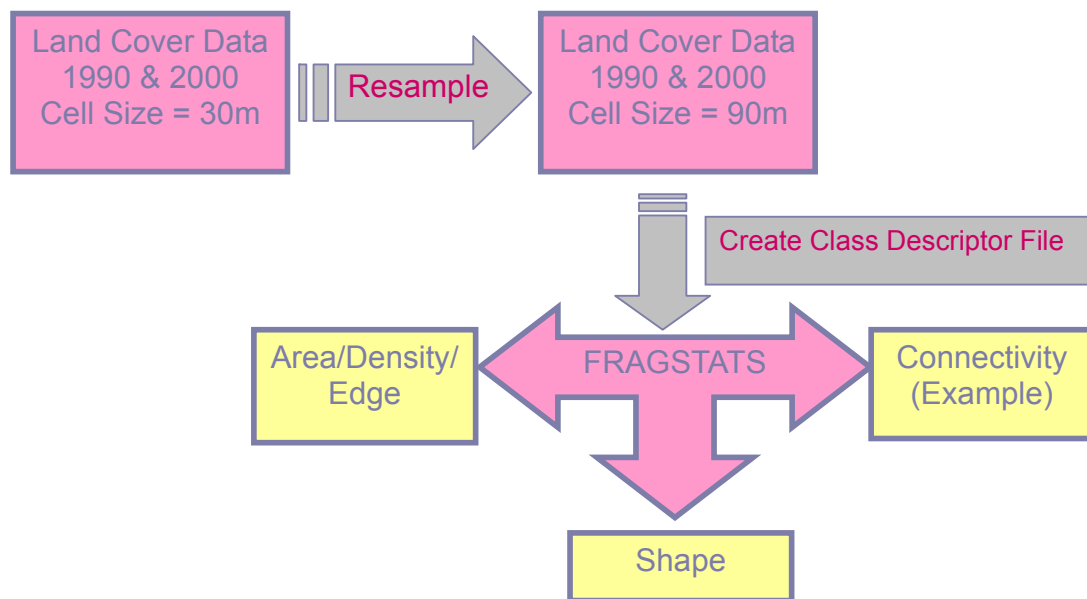 Land Cover Data
1990 & 2000
Cell Size = 30m
Resample
Land Cover Data
1990 & 2000
Cell Size = 90m
Create Class Descriptor File
Area/Density/
Edge
FRAGSTATS
Connectivity
(Example)
Shape